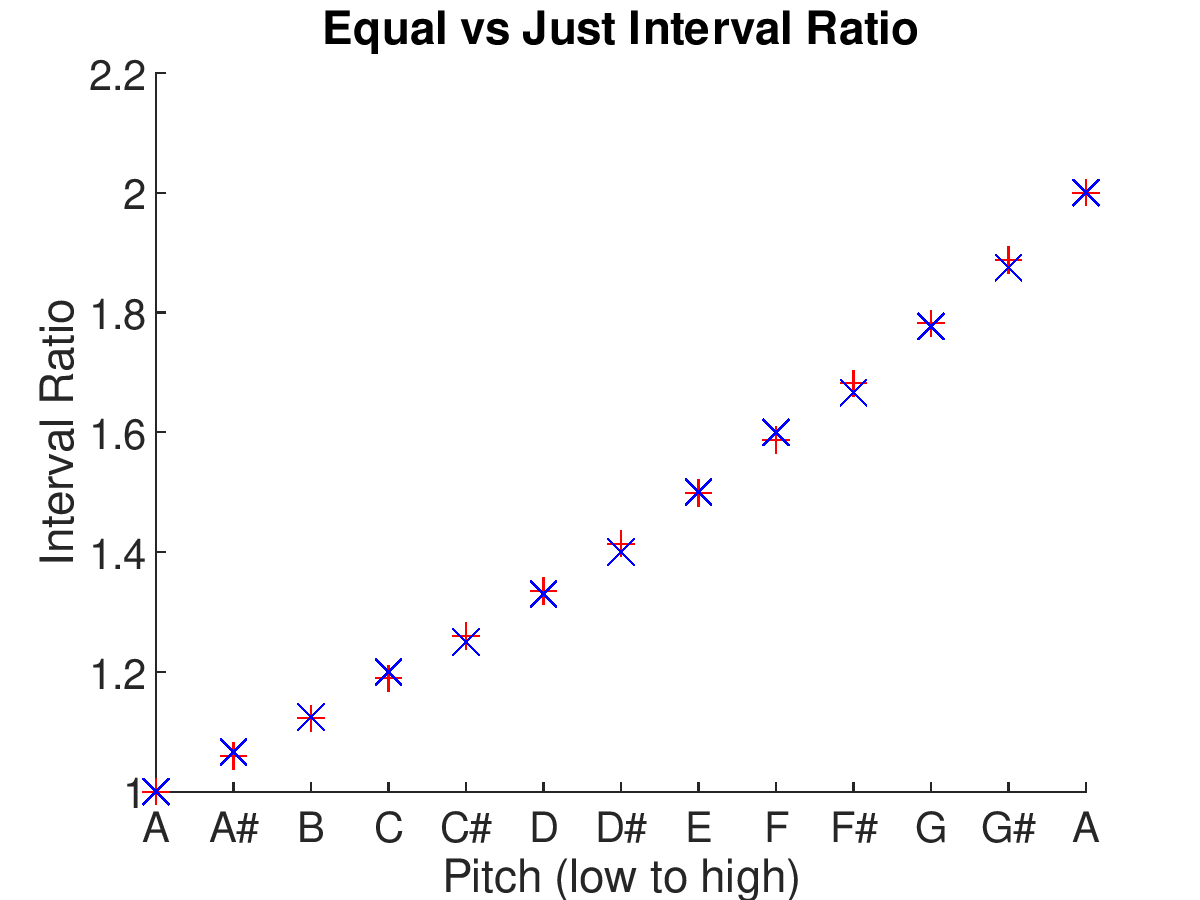 Equal vs Just Interval Ratio
2.2
2
1.8
1.6
1.4
1.2
1
Interval Ratio
A A# B C C# D D# E F F# G G# A
Pitch (low to high)